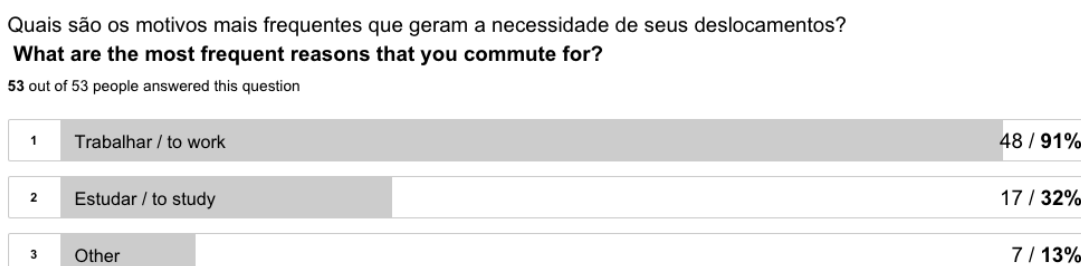 Quais são os motivos mais frequentes que geram a necessidade de seus deslocamentos?
What are the most frequent reasons that you commute for?
53 out of 53 people answered this question
1 Trabalhar / to work 48 / 91%
2 Estudar / to study 17 / 32%
3 Other 7 / 13%